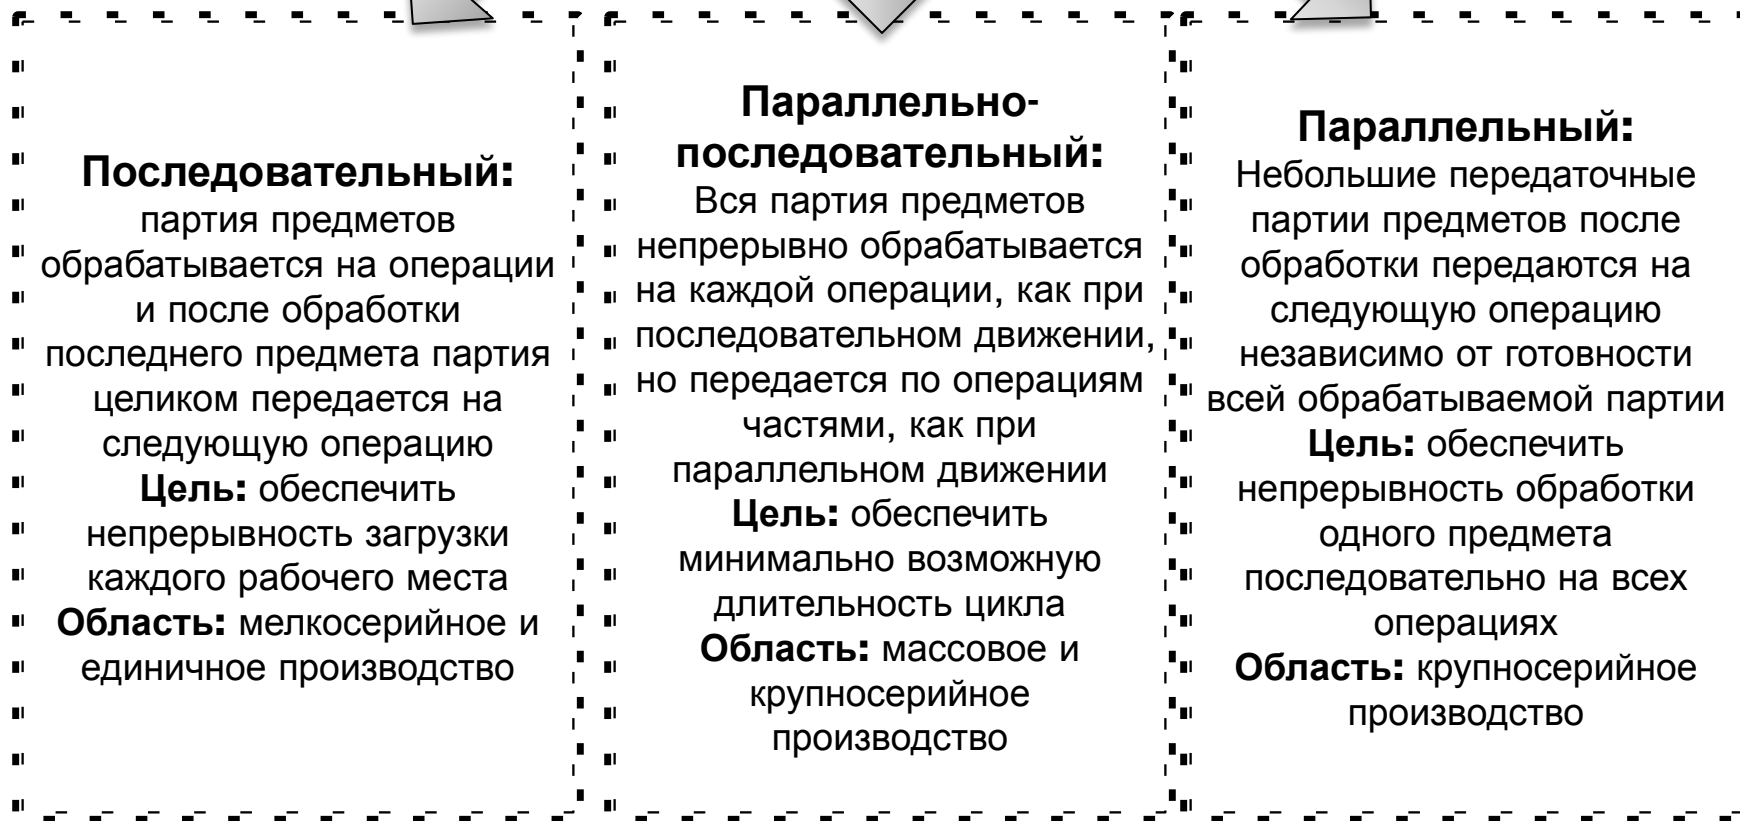 Последовательный:
партия предметов
обрабатывается на операции
и после обработки
последнего предмета партия
целиком передается на
следующую операцию
Цель: обеспечить
непрерывность загрузки
каждого рабочего места
Область: мелкосерийное и
единичное производство
Параллельно-
последовательный:
Вся партия предметов
непрерывно обрабатывается
на каждой операции, как при
последовательном движении,
но передается по операциям
частями, как при
параллельном движении
Цель: обеспечить
минимально возможную
длительность цикла
Область: массовое и
крупносерийное
производство
Параллельный:
Небольшие передаточные
партии предметов после
обработки передаются на
следующую операцию
независимо от готовности
всей обрабатываемой партии
Цель: обеспечить
непрерывность обработки
одного предмета
последовательно на всех
операциях
Область: крупносерийное
производство